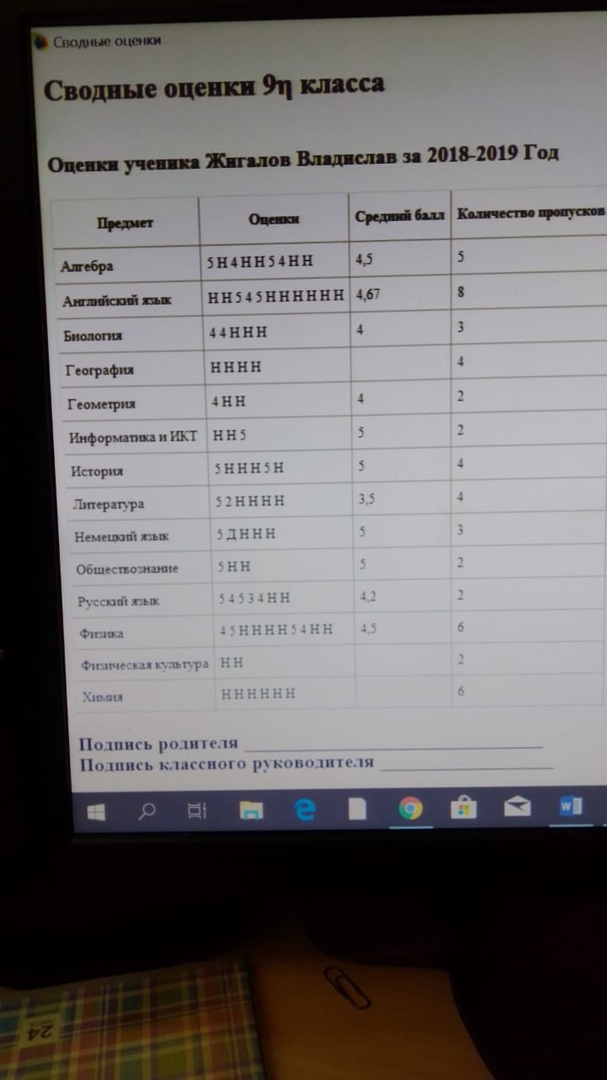 Сводные оценки
Сводные оценки 9η класса
Оценки ученика Жигалов Владислав за 2018-2019 Год
Предмет Оценки Средний балл Количество пропусков
Алгебра 5 Н 4 Н Н 5 4 Н Н 4,5 5
Английский язык Н Н 5 4 5 Н Н Н Н Н Н 4,67 8
Биология 4 4 Н Н Н 4 3
География Н Н Н Н 4
Геометрия 4 Н Н 4 2
Информатика и ИКТ Н Н 5 5 2
История 5 Н Н Н 5 Н 5 4
Литература 5 2 Н Н Н Н 3,5 4
Немецкий язык 5 Д Н Н Н 5 3
Обществознание 5 Н Н 5 2
Русский язык 5 4 5 3 4 Н Н 4,2 2
Физика 4 5 Н Н Н Н 5 4 Н Н 4,5 6
Физическая культура Н Н 2
Химия Н Н Н Н Н Н 6
Подпись родителя
Подпись классного руководителя
24